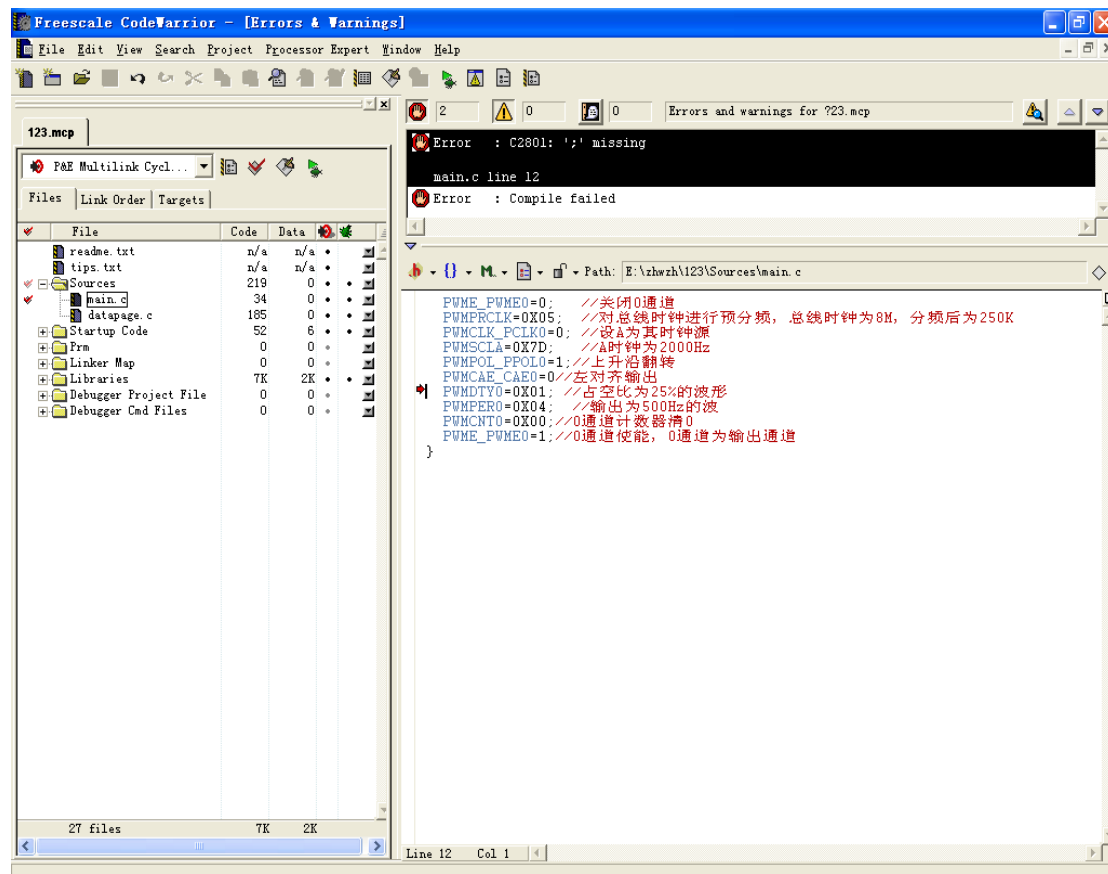 Freescale CodeWarrior - [Errors & Warnings]
File Edit View Search Project Processor Expert Window Help
123.mcp
P&E Multilink Cycl...
Files Link Order Targets
File Code Data
readme.txt n/a n/a
tips.txt n/a n/a
Sources 219 0
main.c 34 0
datapage.c 185 0
Startup Code 52 6
Prm 0 0
Linker Map 0 0
Libraries 7K 2K
Debugger Project File 0 0
Debugger Cmd Files 0 0
27 files 7K 2K
2 0 0 Errors and warnings for ?23.mcp
Error : C2801: ';' missing
main.c line 12
Error : Compile failed
Path: E:\zhwzh\123\Sources\main.c
PWME_PWME0=0; //关闭0通道
PWMPRCLK=0X05; //对总线时钟进行预分频, 总线时钟为8M, 分频后为250K
PWMCLK_PCLK0=0; //设A为其时钟源
PWMSCLA=0X7D; //A时钟为2000Hz
PWMPOL_PPOL0=1;//上升沿翻转
PWMCAE_CAE0=0//左对齐输出
PWMDTY0=0X01; //占空比为25%的波形
PWMPER0=0X04; //输出为500Hz的波
PWMCNT0=0X00;//0通道计数器清0
PWME_PWME0=1;//0通道使能, 0通道为输出通道
}
Line 12 Col 1